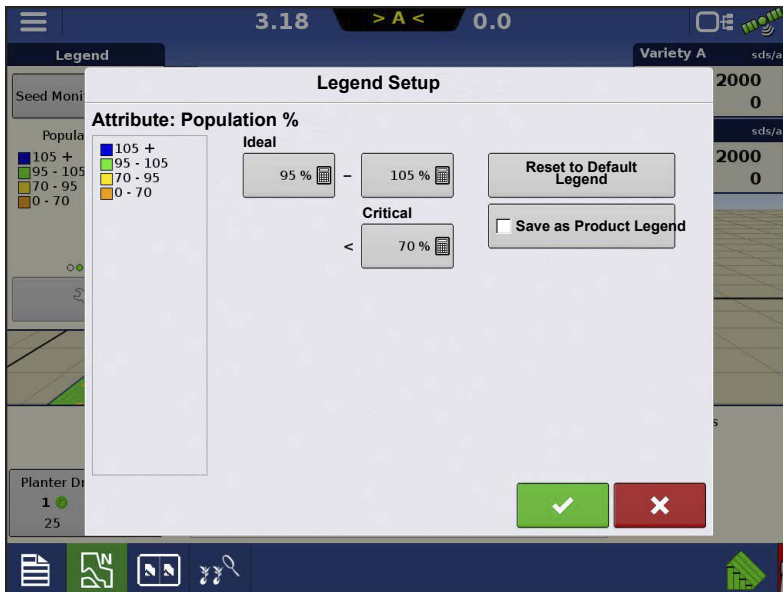 3.18
> A <
0.0
Legend
Variety A
sds/a
Seed Moni
2000
0
Popula
105 +
95 - 105
70 - 95
0 - 70
sds/a
2000
0
Legend Setup
Attribute: Population %
105 +
95 - 105
70 - 95
0 - 70
Ideal
95 %
–
105 %
Critical
<
70 %
Reset to Default
Legend
Save as Product Legend
s
Planter Dr
1
25
N